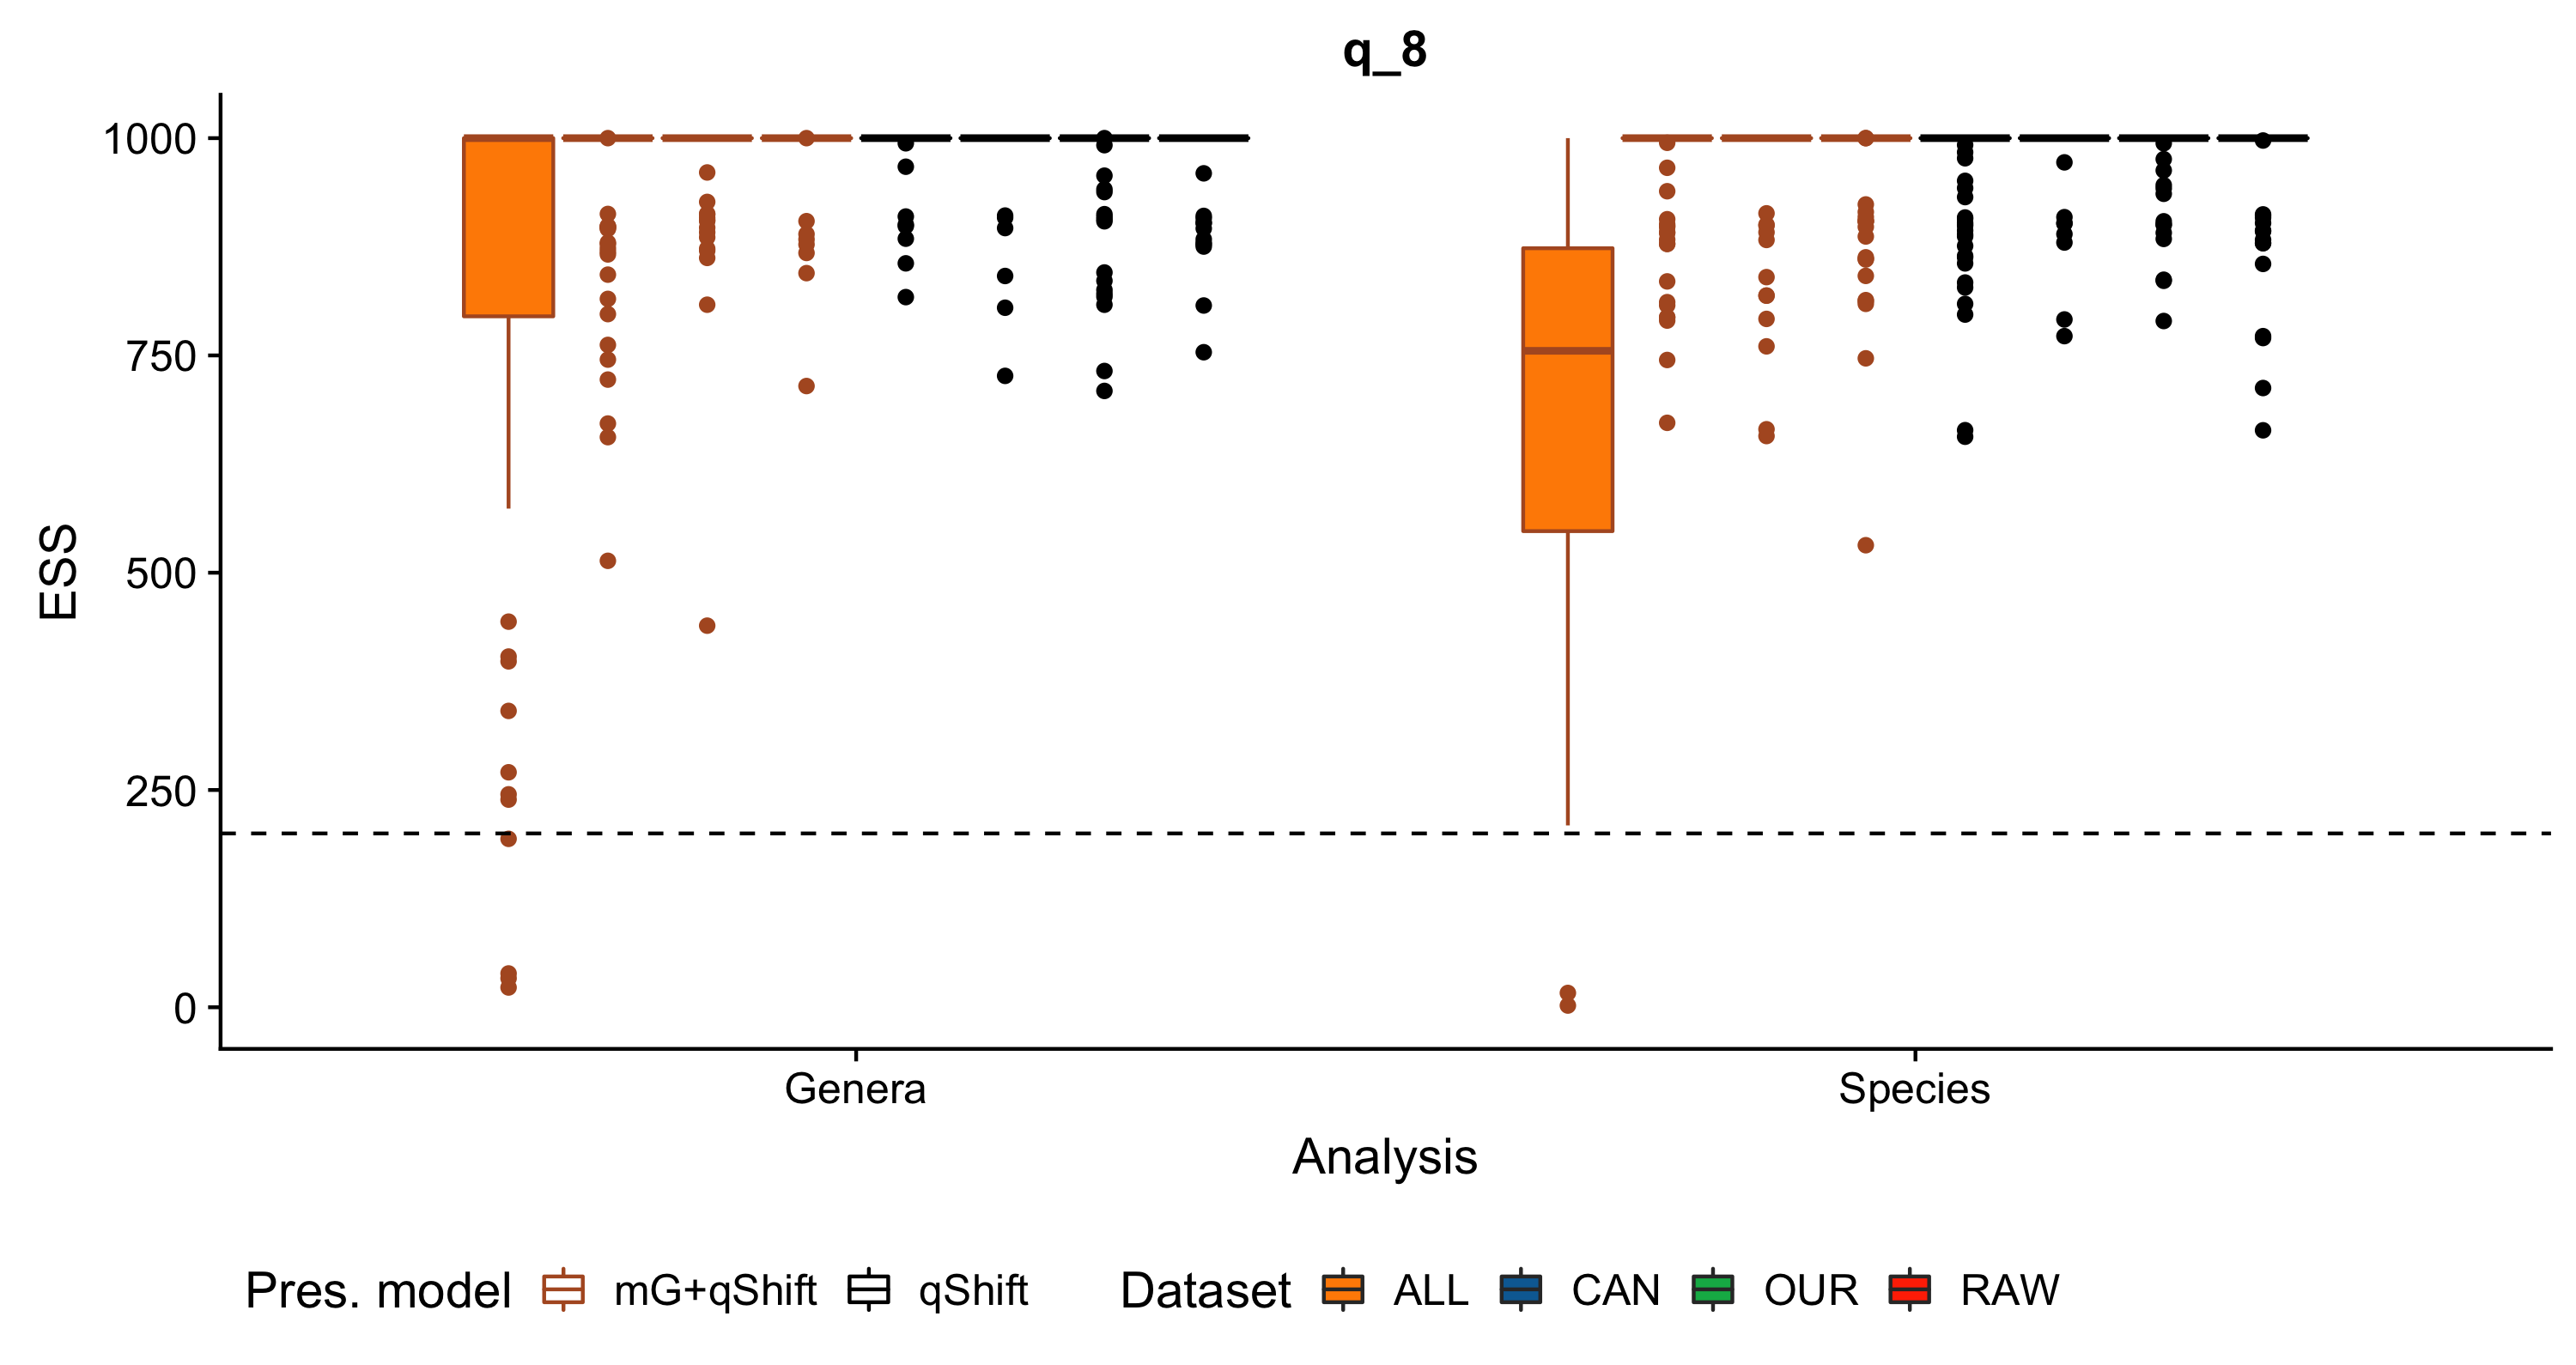 q_8
1000
750
500
250
0
ESS
Genera
Species
Analysis
Pres. model mG+qShift qShift Dataset ALL CAN OUR RAW